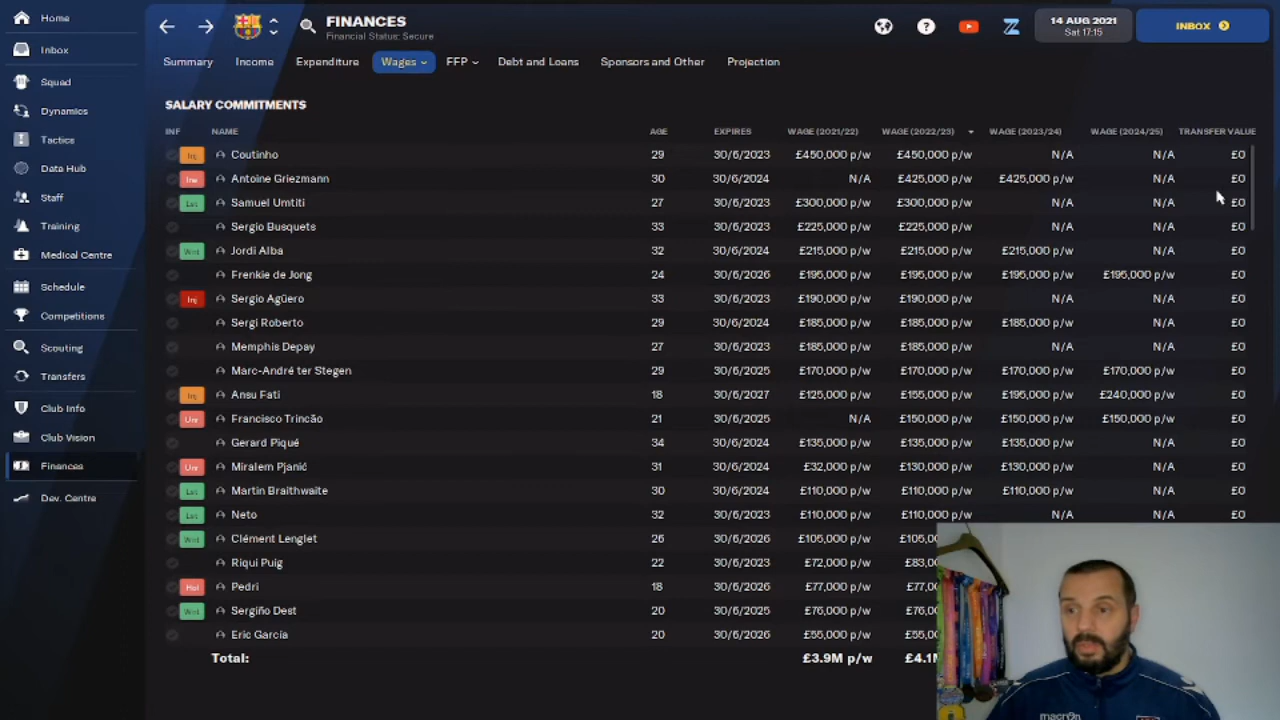 Home
Inbox
Squad
Dynamics
Tactics
Data Hub
Staff
Training
Medical Centre
Schedule
Competitions
Scouting
Transfers
Club Info
Club Vision
Finances
Dev. Centre
FINANCES
Financial Status: Secure
14 AUG 2021
Sat 17:15
INBOX
Summary Income Expenditure Wages FFP Debt and Loans Sponsors and Other Projection
SALARY COMMITMENTS
INF NAME AGE EXPIRES WAGE (2021/22) WAGE (2022/23) WAGE (2023/24) WAGE (2024/25) TRANSFER VALUE
Inj Coutinho 29 30/6/2023 £450,000 p/w £450,000 p/w N/A N/A £0
Antoine Griezmann 30 30/6/2024 N/A £425,000 p/w £425,000 p/w N/A £0
Lst Samuel Umtiti 27 30/6/2023 £300,000 p/w £300,000 p/w N/A N/A £0
Sergio Busquets 33 30/6/2023 £225,000 p/w £225,000 p/w N/A N/A £0
Wnt Jordi Alba 32 30/6/2024 £215,000 p/w £215,000 p/w £215,000 p/w N/A £0
Frenkie de Jong 24 30/6/2026 £195,000 p/w £195,000 p/w £195,000 p/w £195,000 p/w £0
Inj Sergio Agüero 33 30/6/2023 £190,000 p/w £190,000 p/w N/A N/A £0
Sergi Roberto 29 30/6/2024 £185,000 p/w £185,000 p/w £185,000 p/w N/A £0
Memphis Depay 27 30/6/2023 £185,000 p/w £185,000 p/w N/A N/A £0
Marc-André ter Stegen 29 30/6/2025 £170,000 p/w £170,000 p/w £170,000 p/w £170,000 p/w £0
Inj Ansu Fati 18 30/6/2027 £125,000 p/w £155,000 p/w £195,000 p/w £240,000 p/w £0
Unr Francisco Trincão 21 30/6/2025 N/A £150,000 p/w £150,000 p/w £150,000 p/w £0
Gerard Piqué 34 30/6/2024 £135,000 p/w £135,000 p/w £135,000 p/w N/A £0
Unr Miralem Pjanić 31 30/6/2024 £32,000 p/w £130,000 p/w £130,000 p/w N/A £0
Lst Martin Braithwaite 30 30/6/2024 £110,000 p/w £110,000 p/w £110,000 p/w N/A £0
Lst Neto 32 30/6/2023 £110,000 p/w £110,000 p/w N/A N/A £0
Wnt Clément Lenglet 26 30/6/2026 £105,000 p/w £105,0
Riqui Puig 22 30/6/2023 £72,000 p/w £83,00
Hol Pedri 18 30/6/2026 £77,000 p/w £77,00
Wnt Sergiño Dest 20 30/6/2025 £76,000 p/w £76,00
Eric García 20 30/6/2026 £55,000 p/w £55,00
Total: £3.9M p/w £4.1M
macron